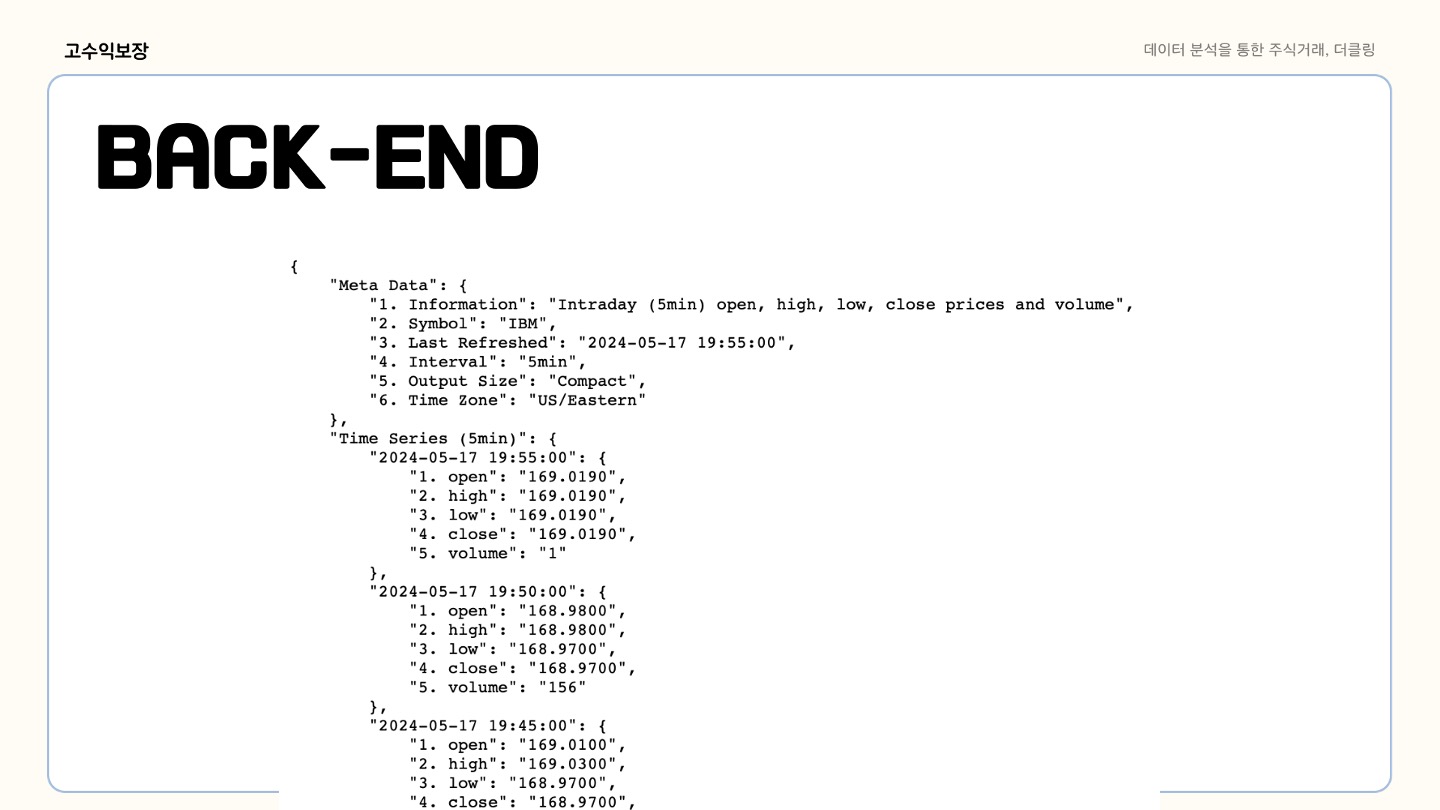 고수익보장
데이터 분석을 통한 주식거래, 더클링
BACK-END
{
    "Meta Data": {
        "1. Information": "Intraday (5min) open, high, low, close prices and volume",
        "2. Symbol": "IBM",
        "3. Last Refreshed": "2024-05-17 19:55:00",
        "4. Interval": "5min",
        "5. Output Size": "Compact",
        "6. Time Zone": "US/Eastern"
    },
    "Time Series (5min)": {
        "2024-05-17 19:55:00": {
            "1. open": "169.0190",
            "2. high": "169.0190",
            "3. low": "169.0190",
            "4. close": "169.0190",
            "5. volume": "1"
        },
        "2024-05-17 19:50:00": {
            "1. open": "168.9800",
            "2. high": "168.9800",
            "3. low": "168.9700",
            "4. close": "168.9700",
            "5. volume": "156"
        },
        "2024-05-17 19:45:00": {
            "1. open": "169.0100",
            "2. high": "169.0300",
            "3. low": "168.9700",
            "4. close": "168.9700",